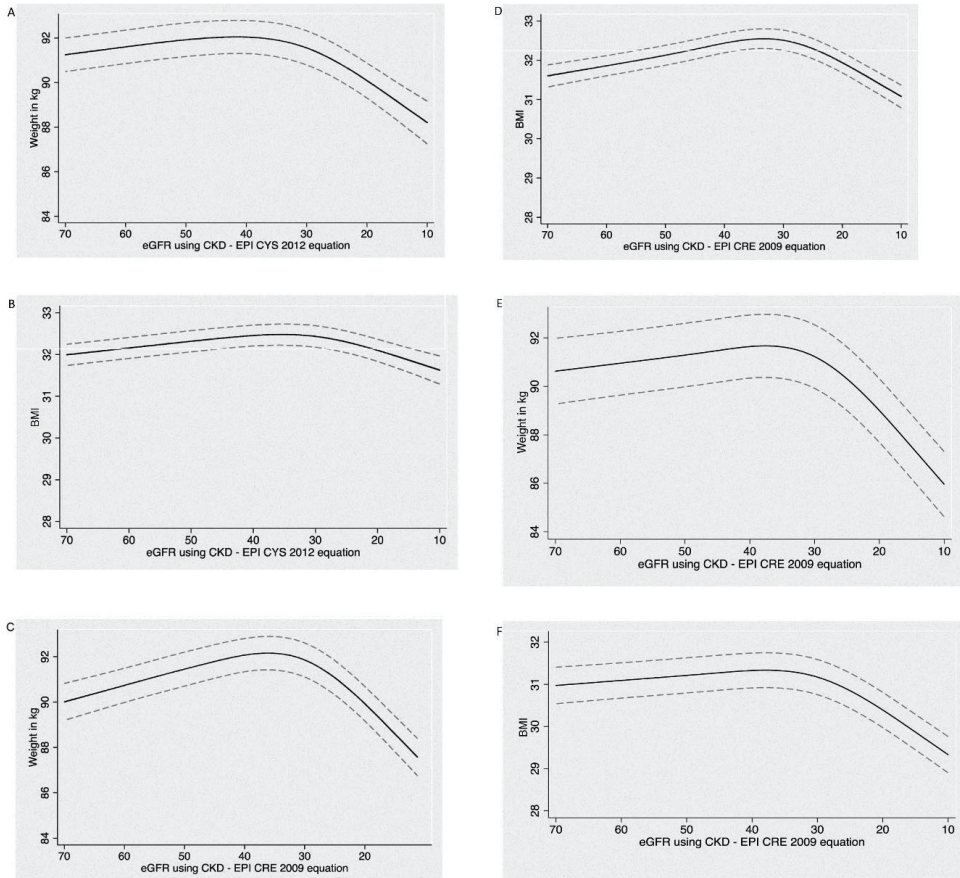 A
Weight in kg
92
90
88
86
84
70 60 50 40 30 20 10
eGFR using CKD - EPI CYS 2012 equation
B
BMI
33
32
31
30
29
28
70 60 50 40 30 20 10
eGFR using CKD - EPI CYS 2012 equation
C
Weight in kg
92
90
88
86
84
70 60 50 40 30 20
eGFR using CKD - EPI CRE 2009 equation
D
BMI
33
32
31
30
29
28
70 60 50 40 30 20 10
eGFR using CKD - EPI CRE 2009 equation
E
Weight in kg
92
90
88
86
84
70 60 50 40 30 20 10
eGFR using CKD - EPI CRE 2009 equation
F
BMI
32
31
30
29
28
70 60 50 40 30 20 10
eGFR using CKD - EPI CRE 2009 equation